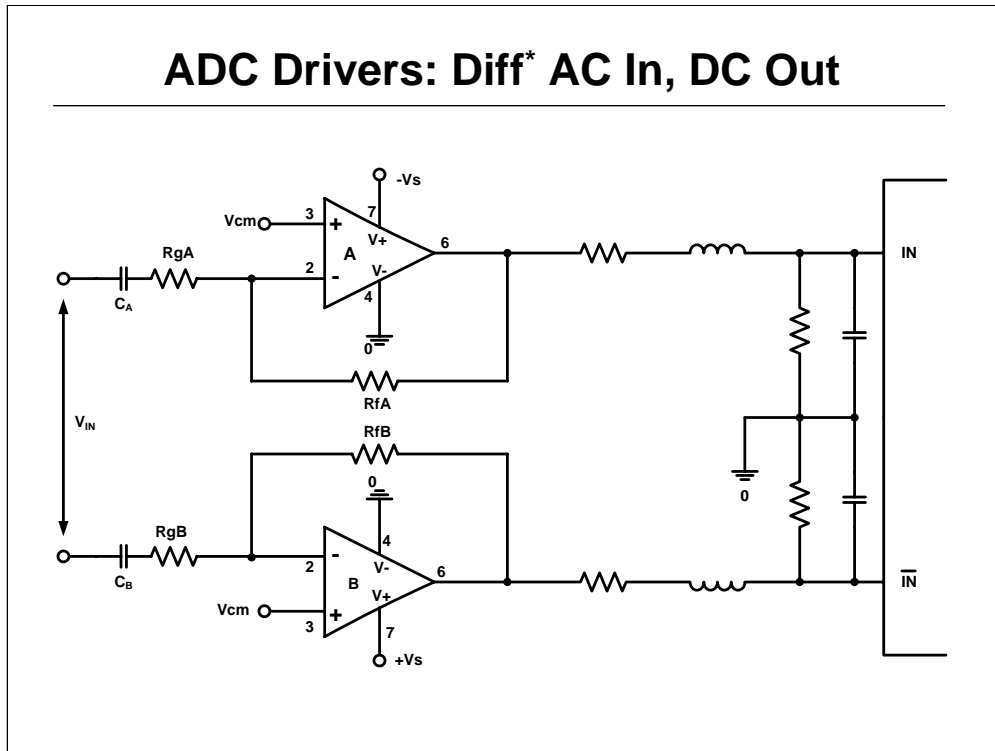 ADC Drivers: Diff* AC In, DC Out
-Vs
Vcm
3
+
7
V+
A
6
RgA
2
-
V-
4
C_A
0
IN
RfA
V_IN
RfB
0
0
RgB
C_B
2
-
4
V-
6
B
V+
Vcm
3
+
7
+Vs
I̅N̅